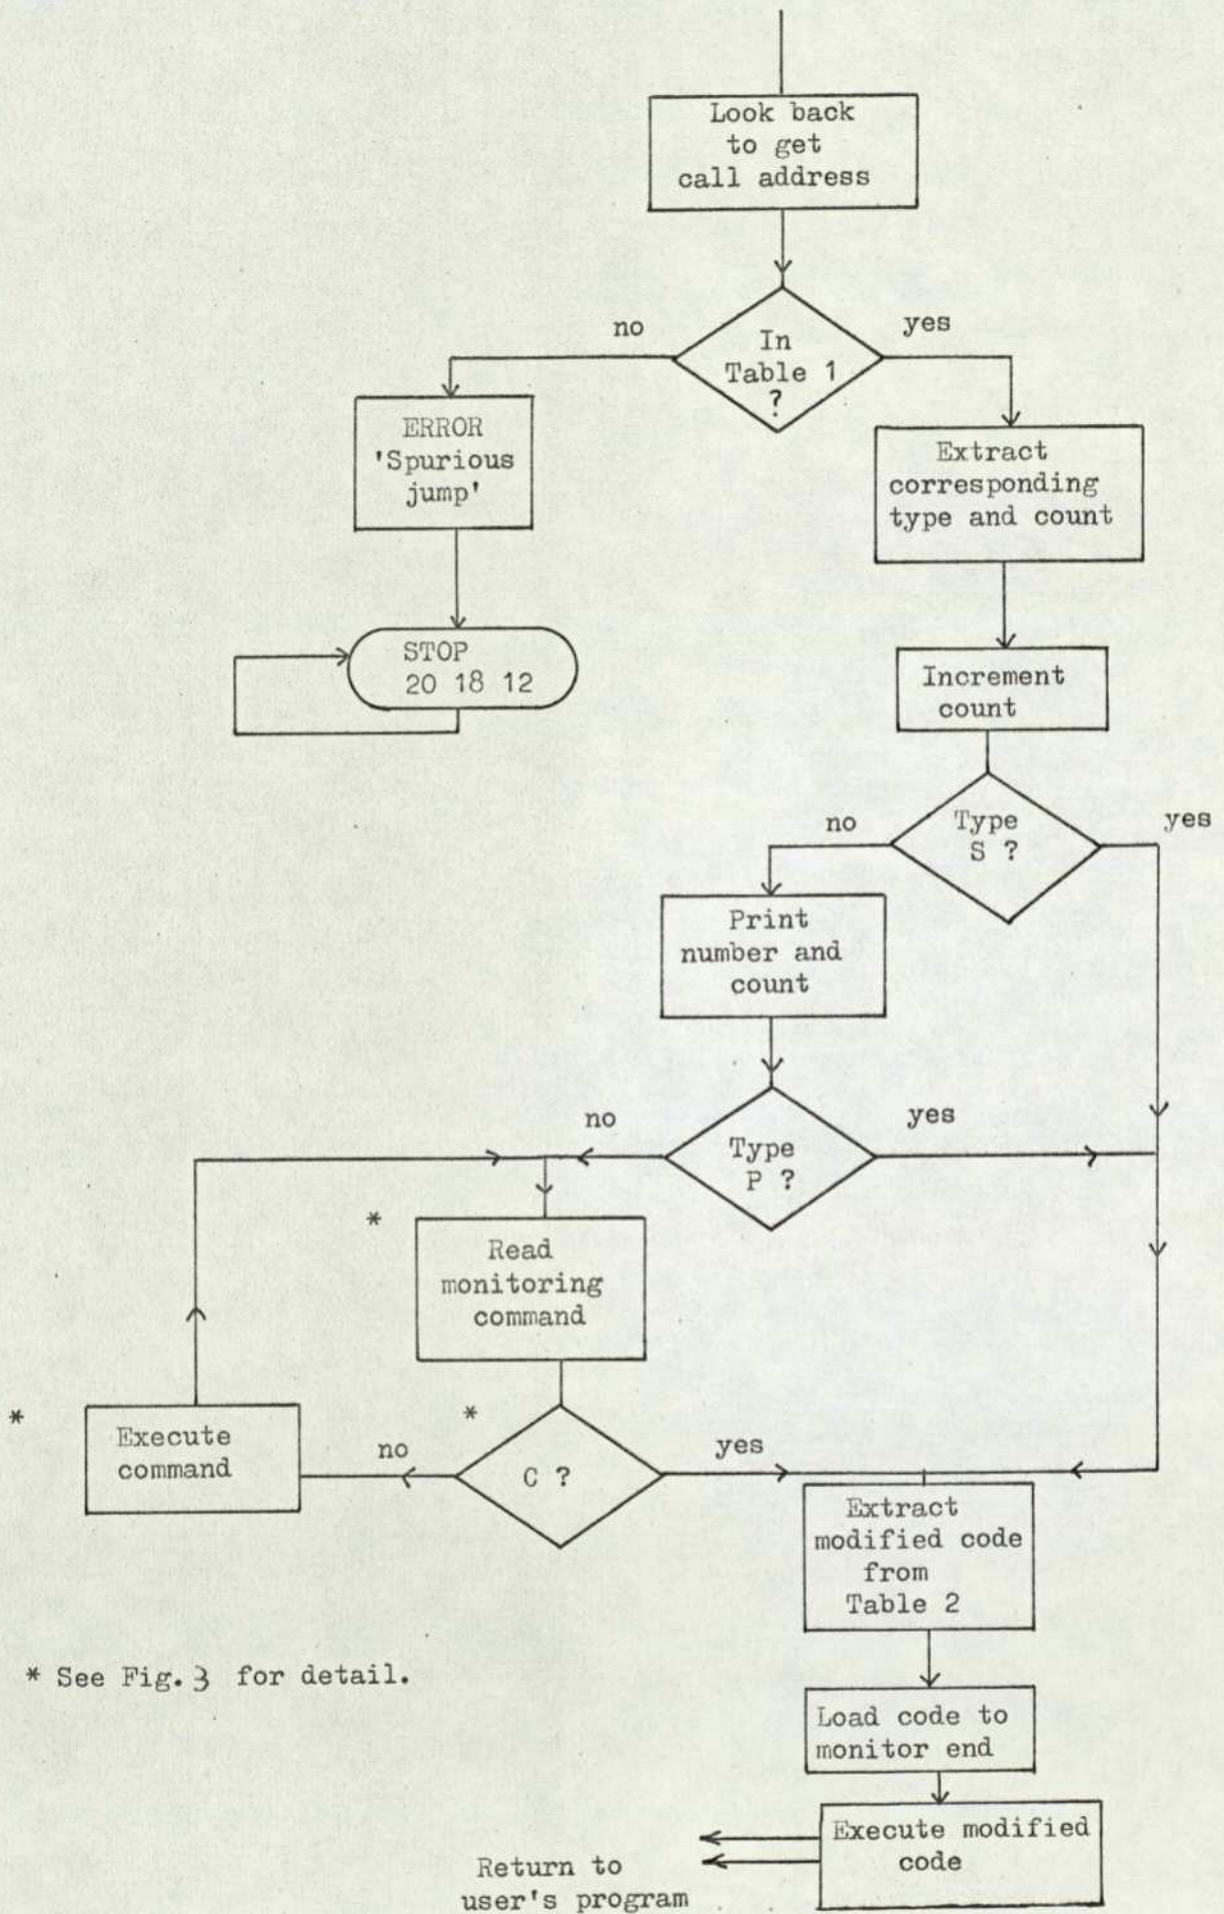 Look back
to get
call address
no
yes
In
Table 1
?
ERROR
'Spurious
jump'
Extract
corresponding
type and count
STOP
20 18 12
Increment
count
no
Type
S ?
yes
Print
number and
count
no
Type
P ?
yes
*
Read
monitoring
command
*
Execute
command
no
*
C ?
yes
Extract
modified code
from
Table 2
* See Fig. 3 for detail.
Load code to
monitor end
Execute modified
code
Return to
user's program